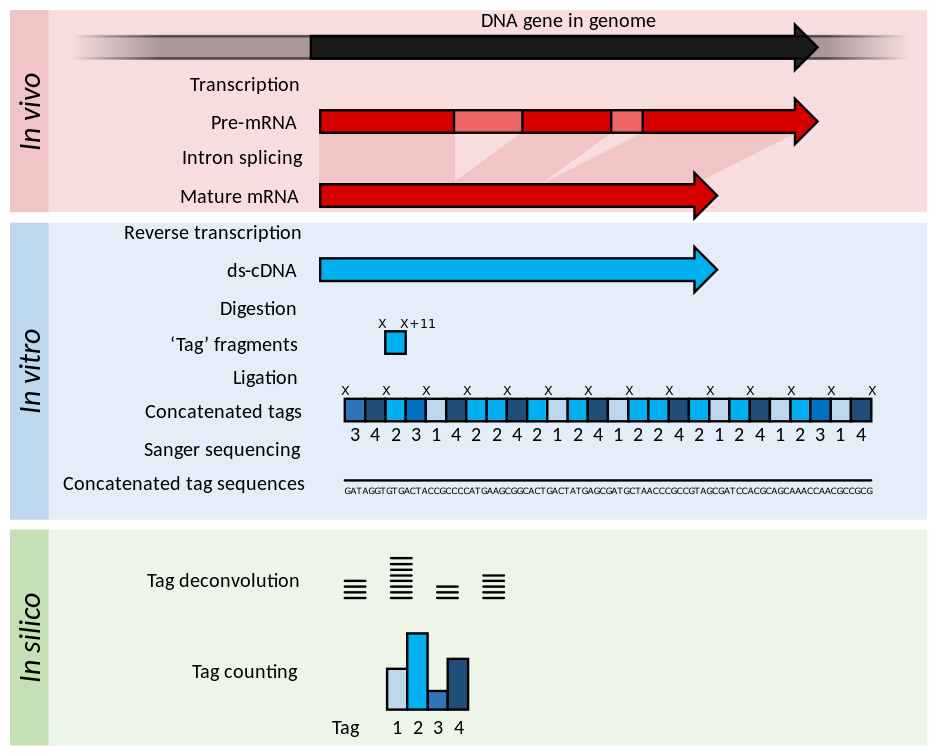 In vivo
DNA gene in genome
Transcription
Pre-mRNA
Intron splicing
Mature mRNA
In vitro
Reverse transcription
ds-cDNA
Digestion
X X+11
‘Tag’ fragments
Ligation
X X X X X X X X X X X X X X
Concatenated tags
3 4 2 3 1 4 2 2 4 2 1 2 4 1 2 2 4 2 1 2 4 1 2 3 1 4
Sanger sequencing
Concatenated tag sequences
GATAGGTGTGACTACCGCCCCATGAAGCGGCACTGACTATGAGCGATGCTAACCCGCCGTAGCGATCCACGCAGCAAACCAACGCCGCG
In silico
Tag deconvolution
Tag counting
Tag 1 2 3 4